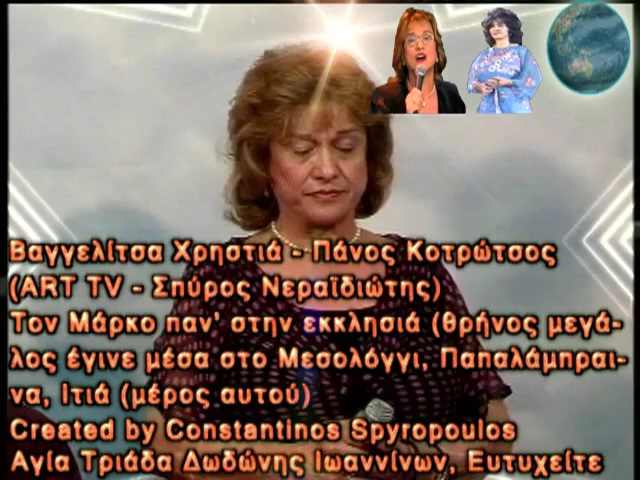 Βαγγελίτσα Χρηστιά - Πάνος Κοτρώτσος
(ART TV - Σπύρος Νεραϊδιώτης)
Τον Μάρκο παν' στην εκκλησιά (θρήνος μεγά-
λος έγινε μέσα στο Μεσολόγγι, Παπαλάμπραι-
να, Ιτιά (μέρος αυτού)
Created by Constantinos Spyropoulos
Αγία Τριάδα Δωδώνης Ιωαννίνων, Ευτυχείτε